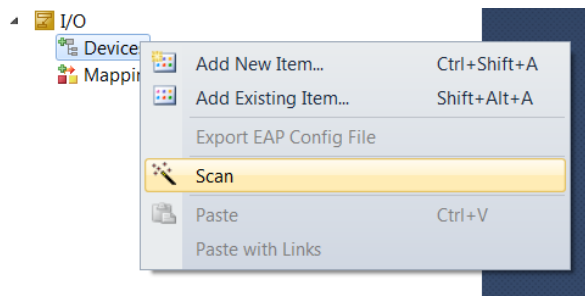 I/O
Device
Mappin
Add New Item... Ctrl+Shift+A
Add Existing Item... Shift+Alt+A
Export EAP Config File
Scan
Paste Ctrl+V
Paste with Links